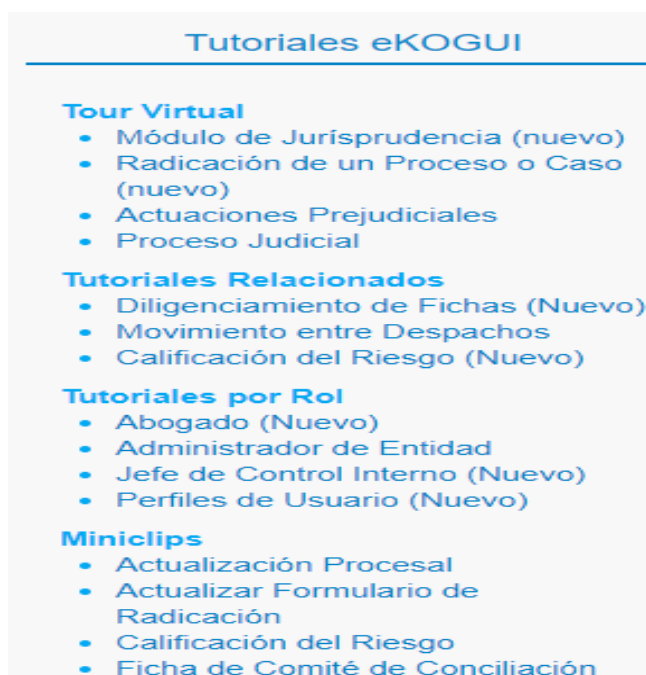 Tutoriales eKOGUI
Tour Virtual
Módulo de Jurísprudencia (nuevo)
Radicación de un Proceso o Caso
(nuevo)
Actuaciones Prejudiciales
Proceso Judicial
Tutoriales Relacionados
Diligenciamiento de Fichas (Nuevo)
Movimiento entre Despachos
Calificación del Riesgo (Nuevo)
Tutoriales por Rol
Abogado (Nuevo)
Administrador de Entidad
Jefe de Control Interno (Nuevo)
Perfiles de Usuario (Nuevo)
Miniclips
Actualización Procesal
Actualizar Formulario de
Radicación
Calificación del Riesgo
Ficha de Comité de Conciliación